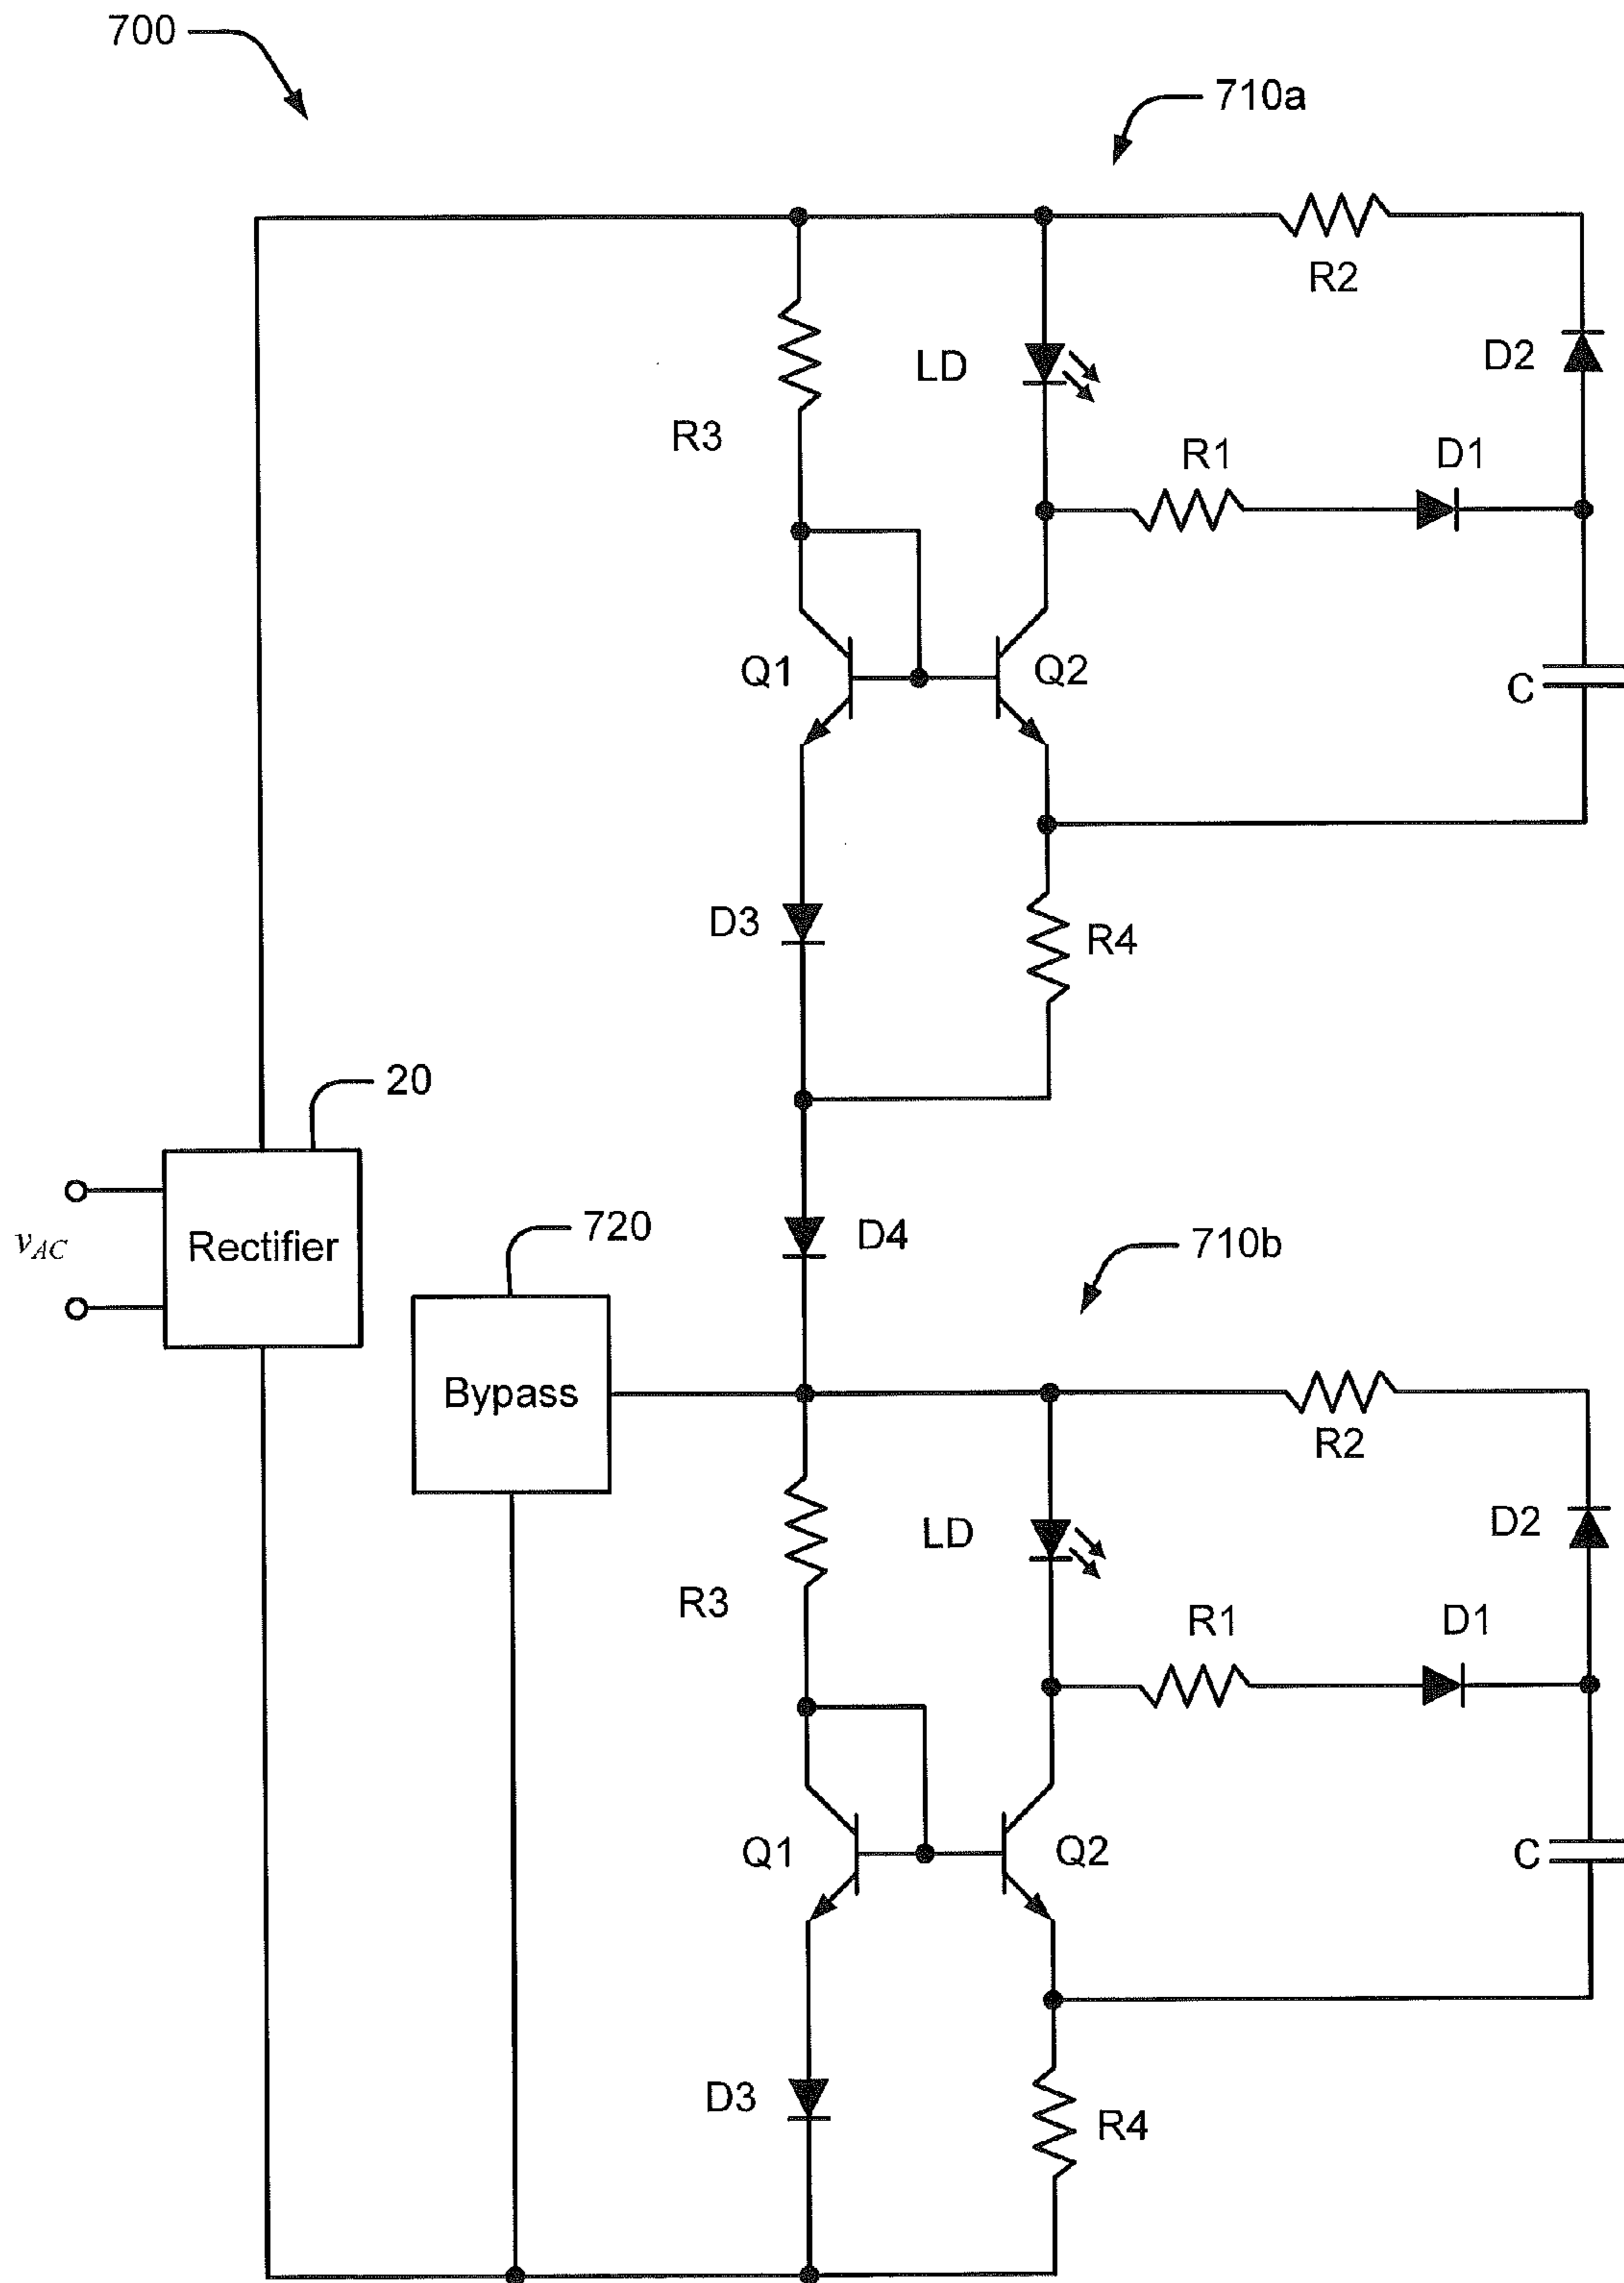 700
710a
R2
LD
D2
R3
R1
D1
Q1
Q2
C
D3
R4
20
720
D4
710b
vAC
Rectifier
Bypass
R2
LD
D2
R3
R1
D1
Q1
Q2
C
D3
R4